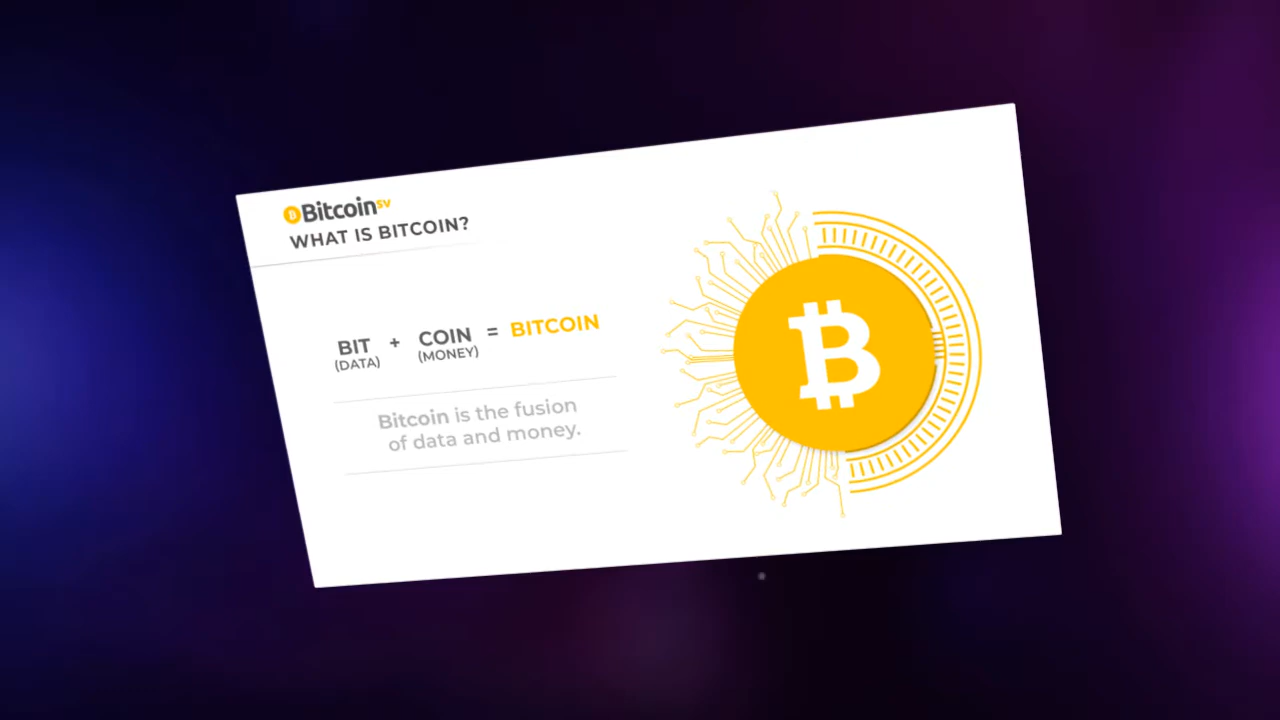 Bitcoin SV
WHAT IS BITCOIN?
BIT + COIN = BITCOIN
(DATA) (MONEY)
Bitcoin is the fusion
of data and money.